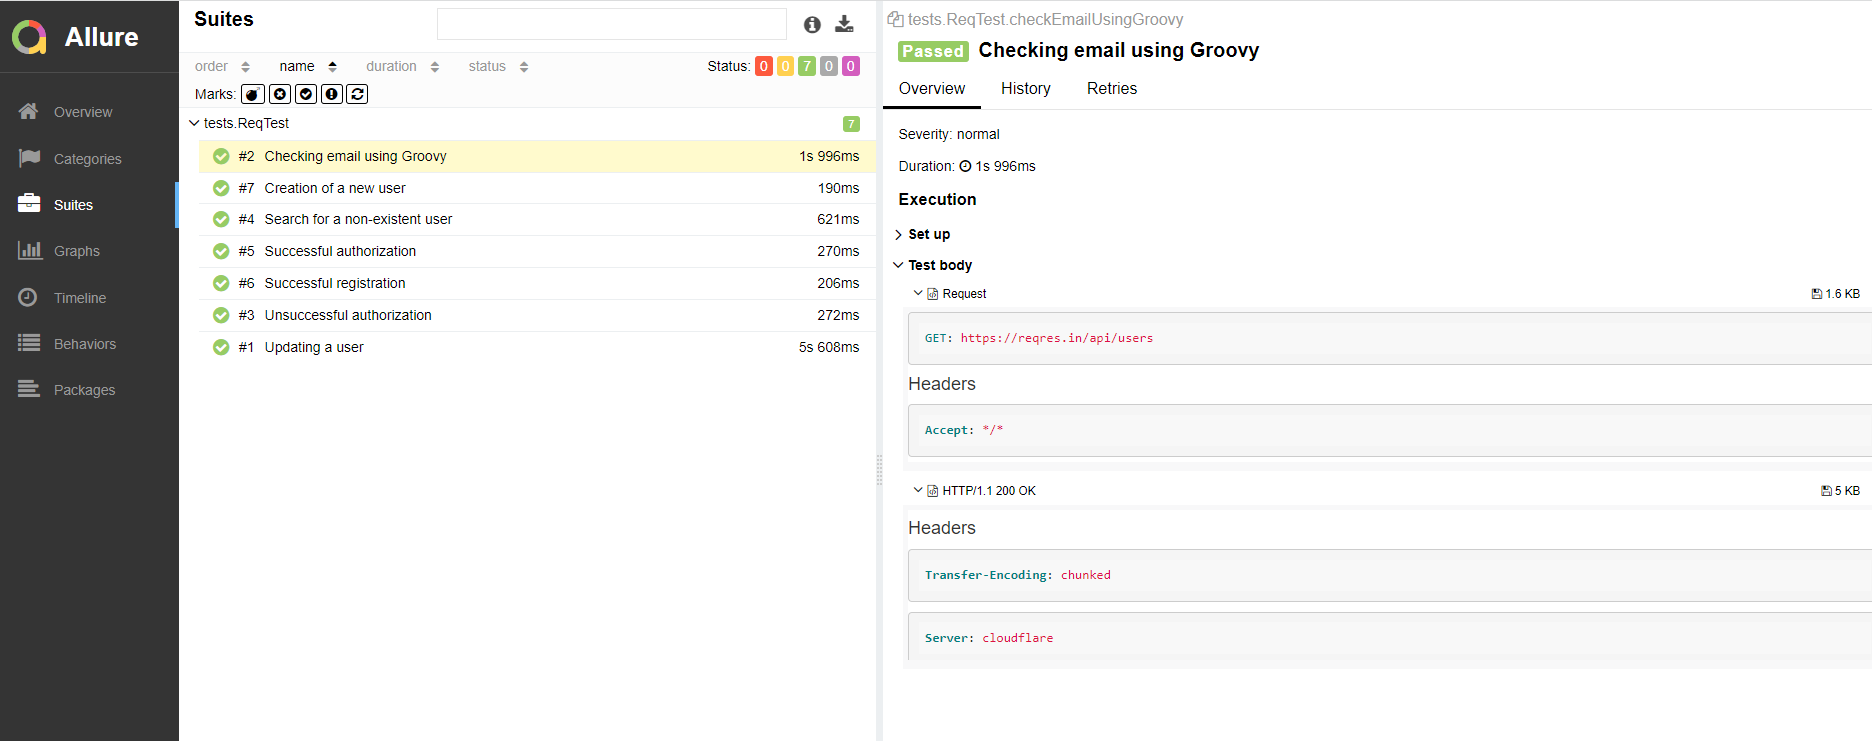 Allure
Overview
Categories
Suites
Graphs
Timeline
Behaviors
Packages
Suites
order name duration status Status: 0 0 7 0 0
Marks:
tests.ReqTest 7
#2 Checking email using Groovy 1s 996ms
#7 Creation of a new user 190ms
#4 Search for a non-existent user 621ms
#5 Successful authorization 270ms
#6 Successful registration 206ms
#3 Unsuccessful authorization 272ms
#1 Updating a user 5s 608ms
tests.ReqTest.checkEmailUsingGroovy
Passed Checking email using Groovy
Overview History Retries
Severity: normal
Duration: 1s 996ms
Execution
Set up
Test body
Request 1.6 KB
GET: https://reqres.in/api/users
Headers
Accept: */*
HTTP/1.1 200 OK 5 KB
Headers
Transfer-Encoding: chunked
Server: cloudflare